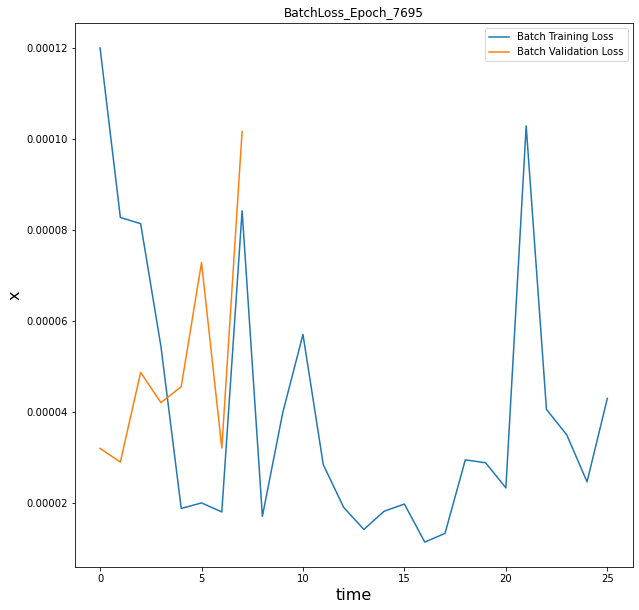 BatchLoss_Epoch_7695
Batch Training Loss
Batch Validation Loss
0.00012
0.00010
0.00008
0.00006
0.00004
0.00002
x
0 5 10 15 20 25
time